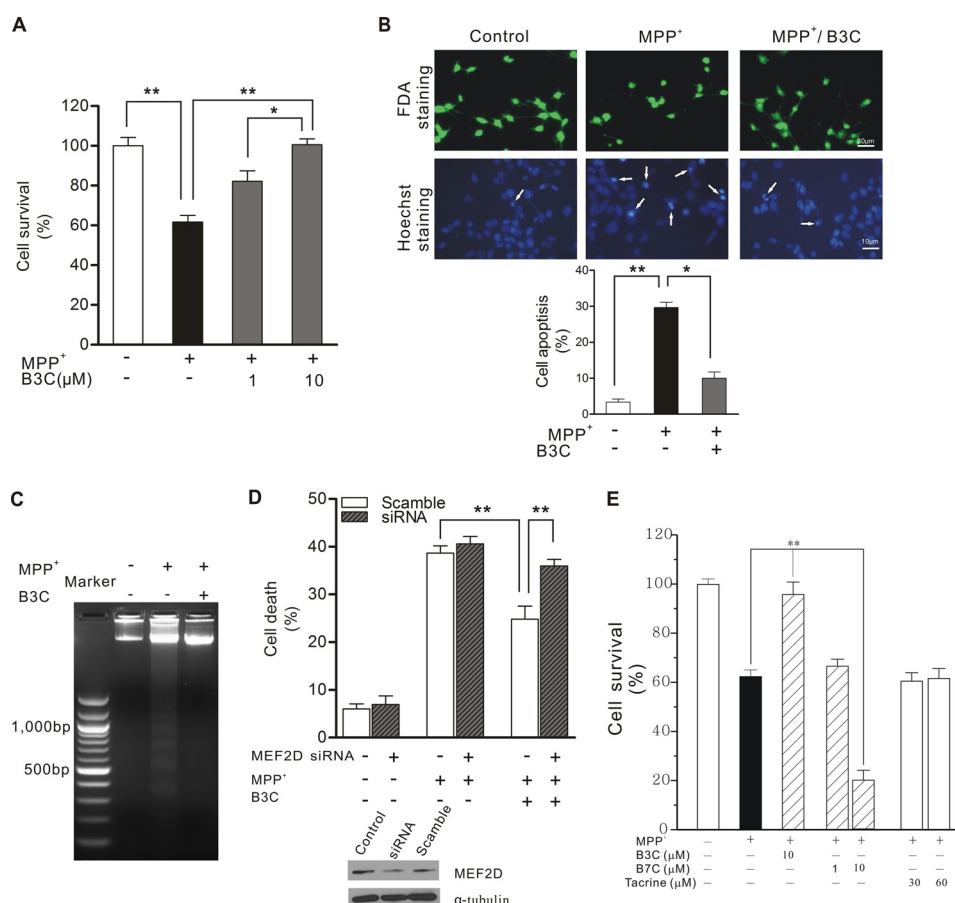 A
** **
*
120
100
80
60
40
20
0
Cell survival
(%)
MPP+ - + + +
B3C(μM) - - 1 10
B
Control MPP+ MPP+/ B3C
FDA
staining
20μm
Hoechst
staining
10μm
** *
40
30
20
10
0
Cell apoptisis
(%)
MPP+ - + +
B3C - - +
C
MPP+ - + +
Marker
B3C - - +
1,000bp
500bp
D
Scamble
siRNA
** **
50
40
30
20
10
0
Cell death
(%)
MEF2D siRNA - + - + - +
MPP+ - - + + + +
B3C - - - - + +
Control
siRNA
Scamble
MEF2D
α-tubulin
E
**
120
100
80
60
40
20
0
Cell survival
(%)
MPP+ – + + + + + +
B3C (μM) – – 10 – – – –
B7C (μM) – – – 1 10 – –
Tacrine(μM) – – – – – 30 60